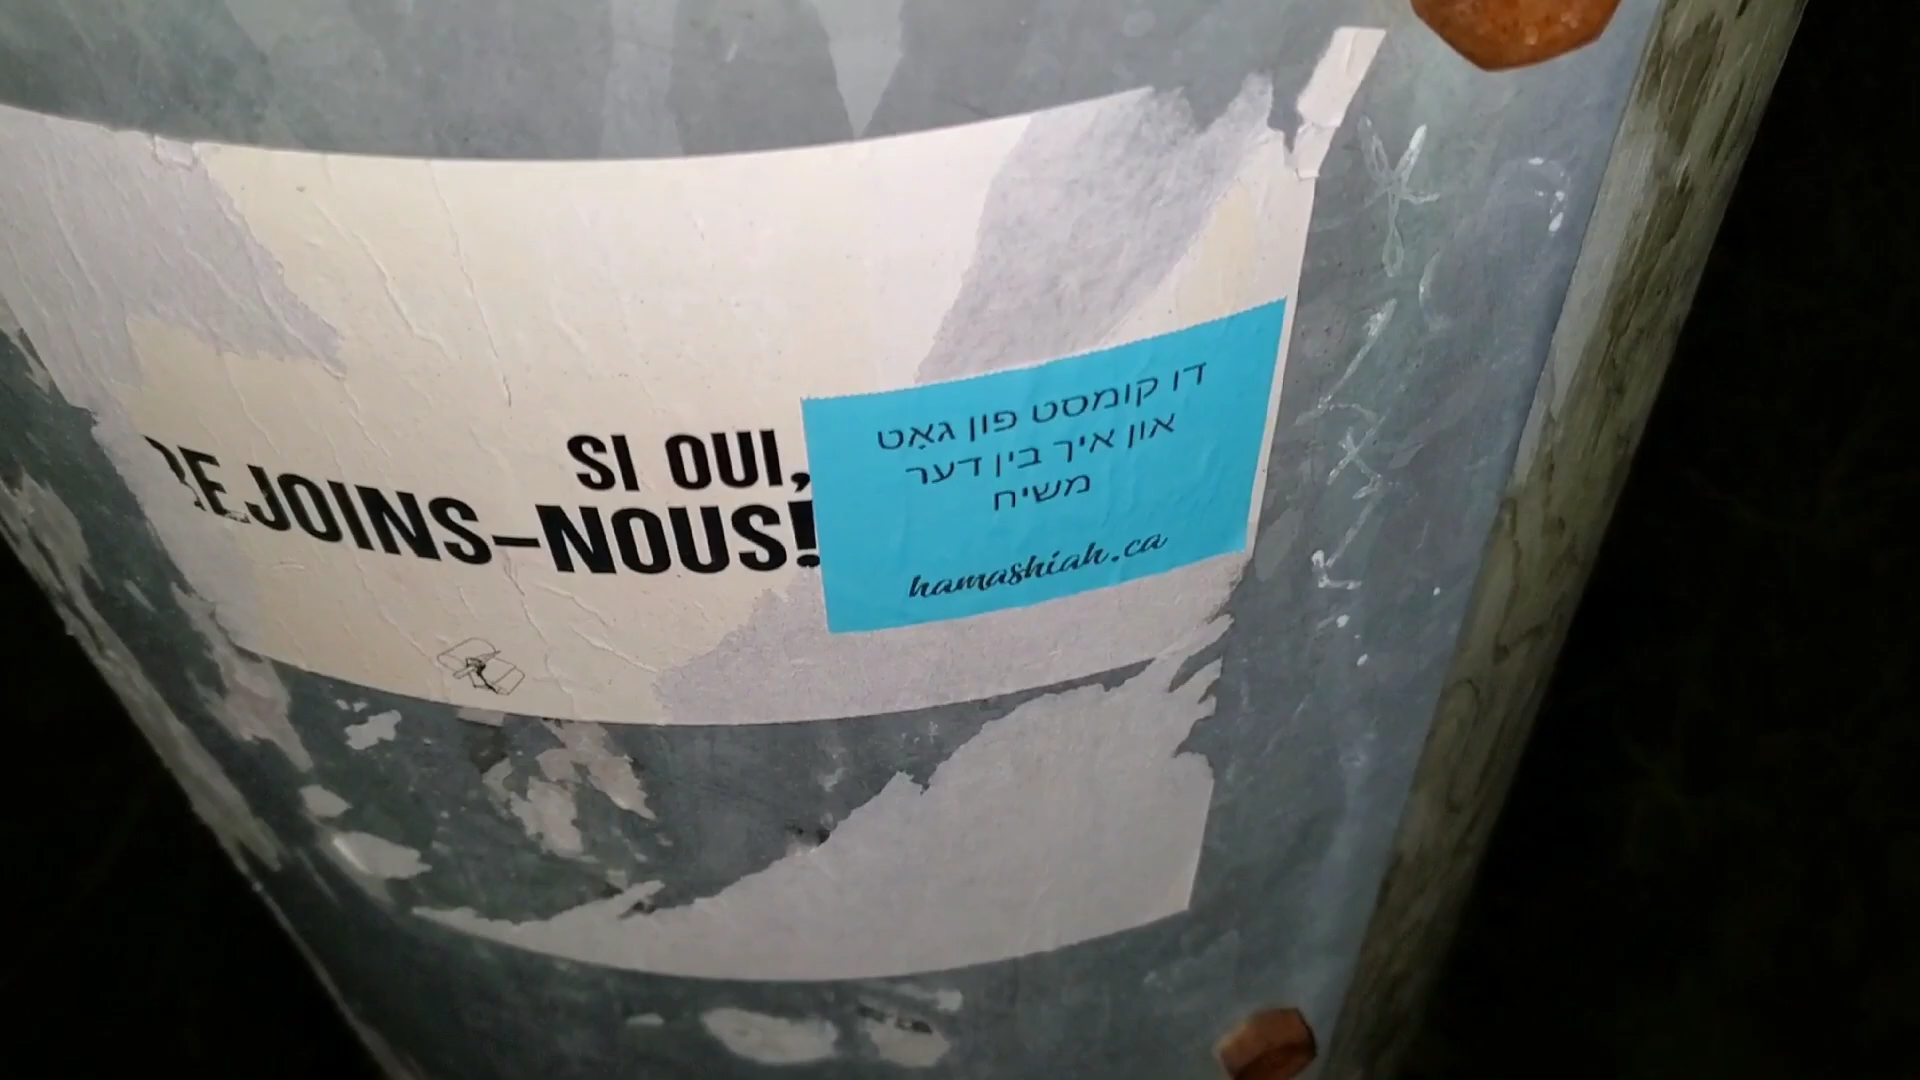 SI OUI,
REJOINS-NOUS!
דו קומסט פון גאָט
און איך בין דער
משיח
hamashiah.ca